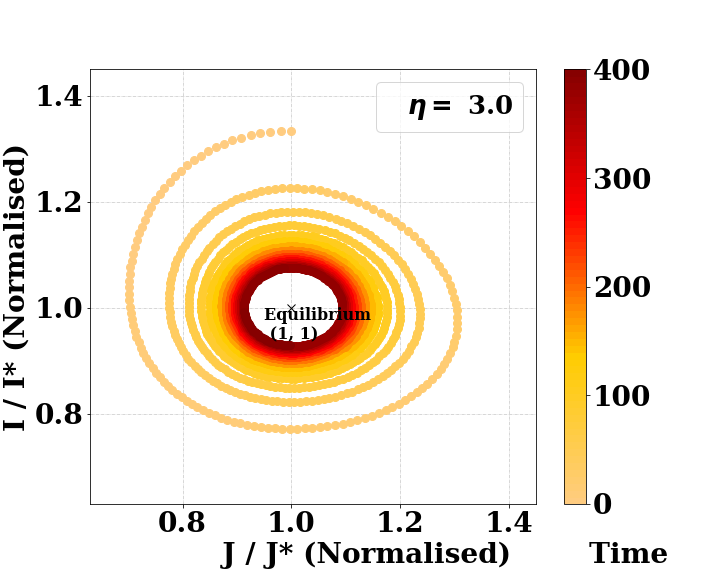 η = 3.0
I / I* (Normalised)
1.4
1.2
1.0
0.8
Equilibrium
(1, 1)
0.8 1.0 1.2 1.4
J / J* (Normalised)
400
300
200
100
0
Time